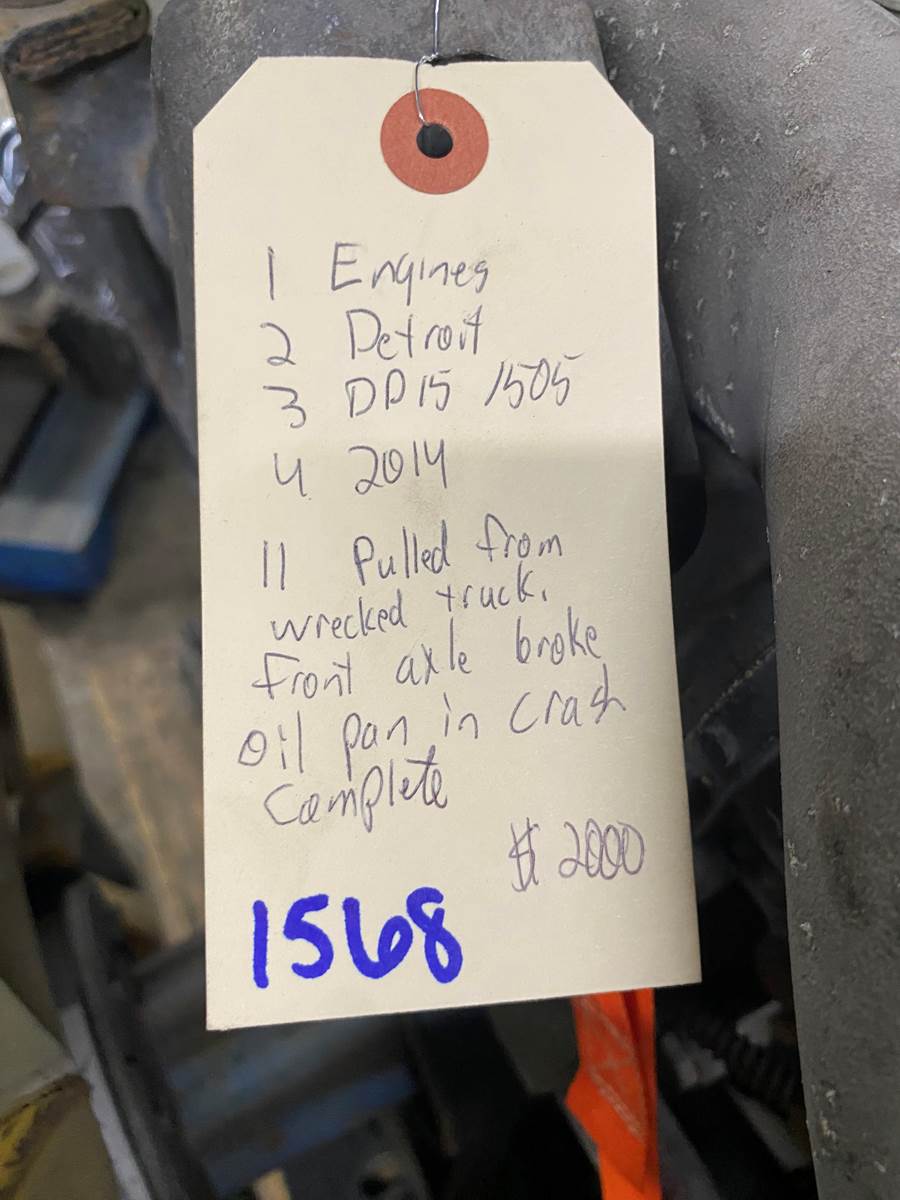 1 Engines
2 Detroit
3 DD15 1505
4 2014
11 Pulled from
wrecked truck.
Front axle broke
oil pan in crash
Complete
$ 2000
1568